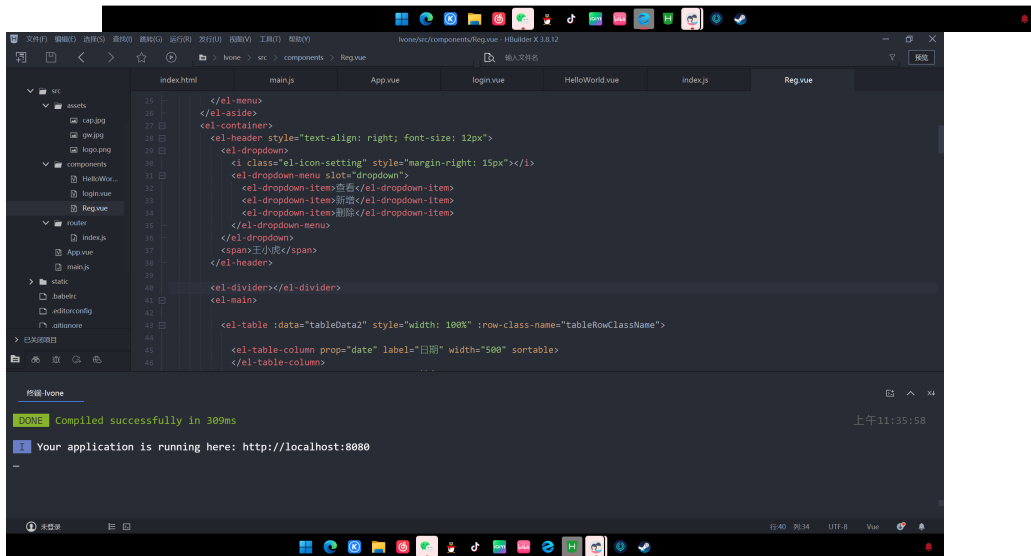 文件(F) 编辑(E) 选择(S) 查找(I) 跳转(G) 运行(R) 发行(U) 视图(V) 工具(T) 帮助(Y)
lvone/src/components/Reg.vue - HBuilder X 3.8.12
lvone > src > components > Reg.vue
输入文件名
预览
index.html main.js App.vue login.vue HelloWorld.vue index.js Reg.vue
src
assets
cap.jpg
gw.jpg
logo.png
components
HelloWor...
login.vue
Reg.vue
router
index.js
App.vue
main.js
static
.babelrc
.editorconfig
.gitignore
已关闭项目
25 </el-menu>
26 </el-aside>
27 <el-container>
28 <el-header style="text-align: right; font-size: 12px">
29 <el-dropdown>
30 <i class="el-icon-setting" style="margin-right: 15px"></i>
31 <el-dropdown-menu slot="dropdown">
32 <el-dropdown-item>查看</el-dropdown-item>
33 <el-dropdown-item>新增</el-dropdown-item>
34 <el-dropdown-item>删除</el-dropdown-item>
35 </el-dropdown-menu>
36 </el-dropdown>
37 <span>王小虎</span>
38 </el-header>
39
40 <el-divider></el-divider>
41 <el-main>
42
43 <el-table :data="tableData2" style="width: 100%" :row-class-name="tableRowClassName">
44
45 <el-table-column prop="date" label="日期" width="500" sortable>
46 </el-table-column>
终端-lvone
DONE Compiled successfully in 309ms
上午11:35:58
I Your application is running here: http://localhost:8080
未登录
行:40 列:34 UTF-8 Vue